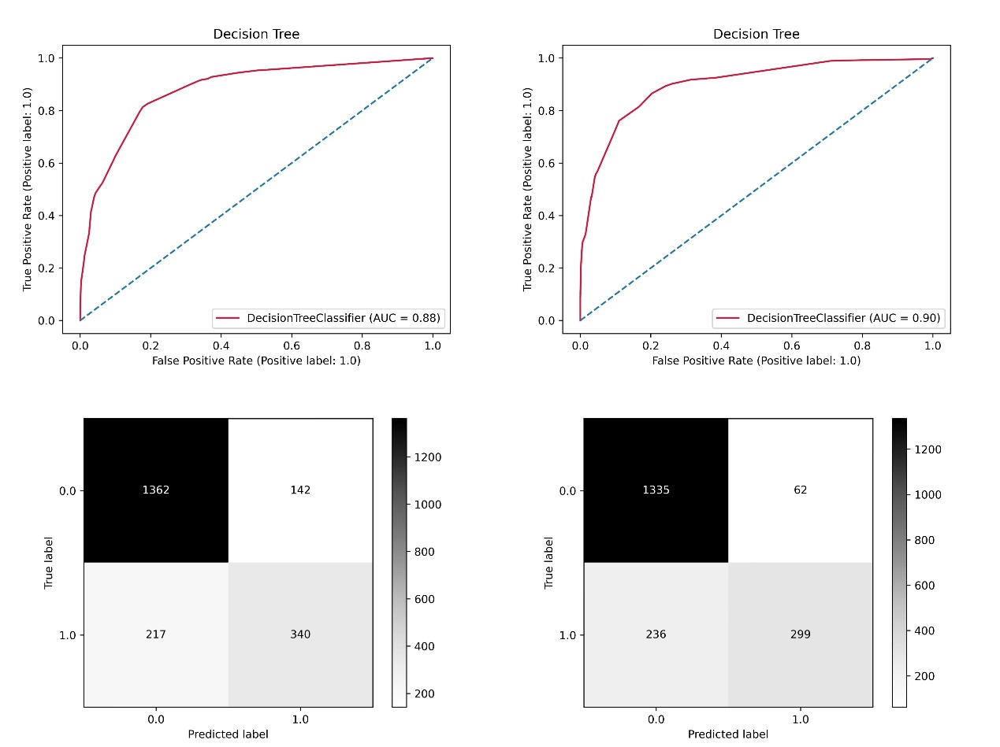 Decision Tree
True Positive Rate (Positive label: 1.0)
1.0
0.8
0.6
0.4
0.2
0.0
DecisionTreeClassifier (AUC = 0.88)
0.0 0.2 0.4 0.6 0.8 1.0
False Positive Rate (Positive label: 1.0)
Decision Tree
True Positive Rate (Positive label: 1.0)
1.0
0.8
0.6
0.4
0.2
0.0
DecisionTreeClassifier (AUC = 0.90)
0.0 0.2 0.4 0.6 0.8 1.0
False Positive Rate (Positive label: 1.0)
True label
0.0 1362 142
1.0 217 340
0.0 1.0
Predicted label
1200
1000
800
600
400
200
True label
0.0 1335 62
1.0 236 299
0.0 1.0
Predicted label
1200
1000
800
600
400
200